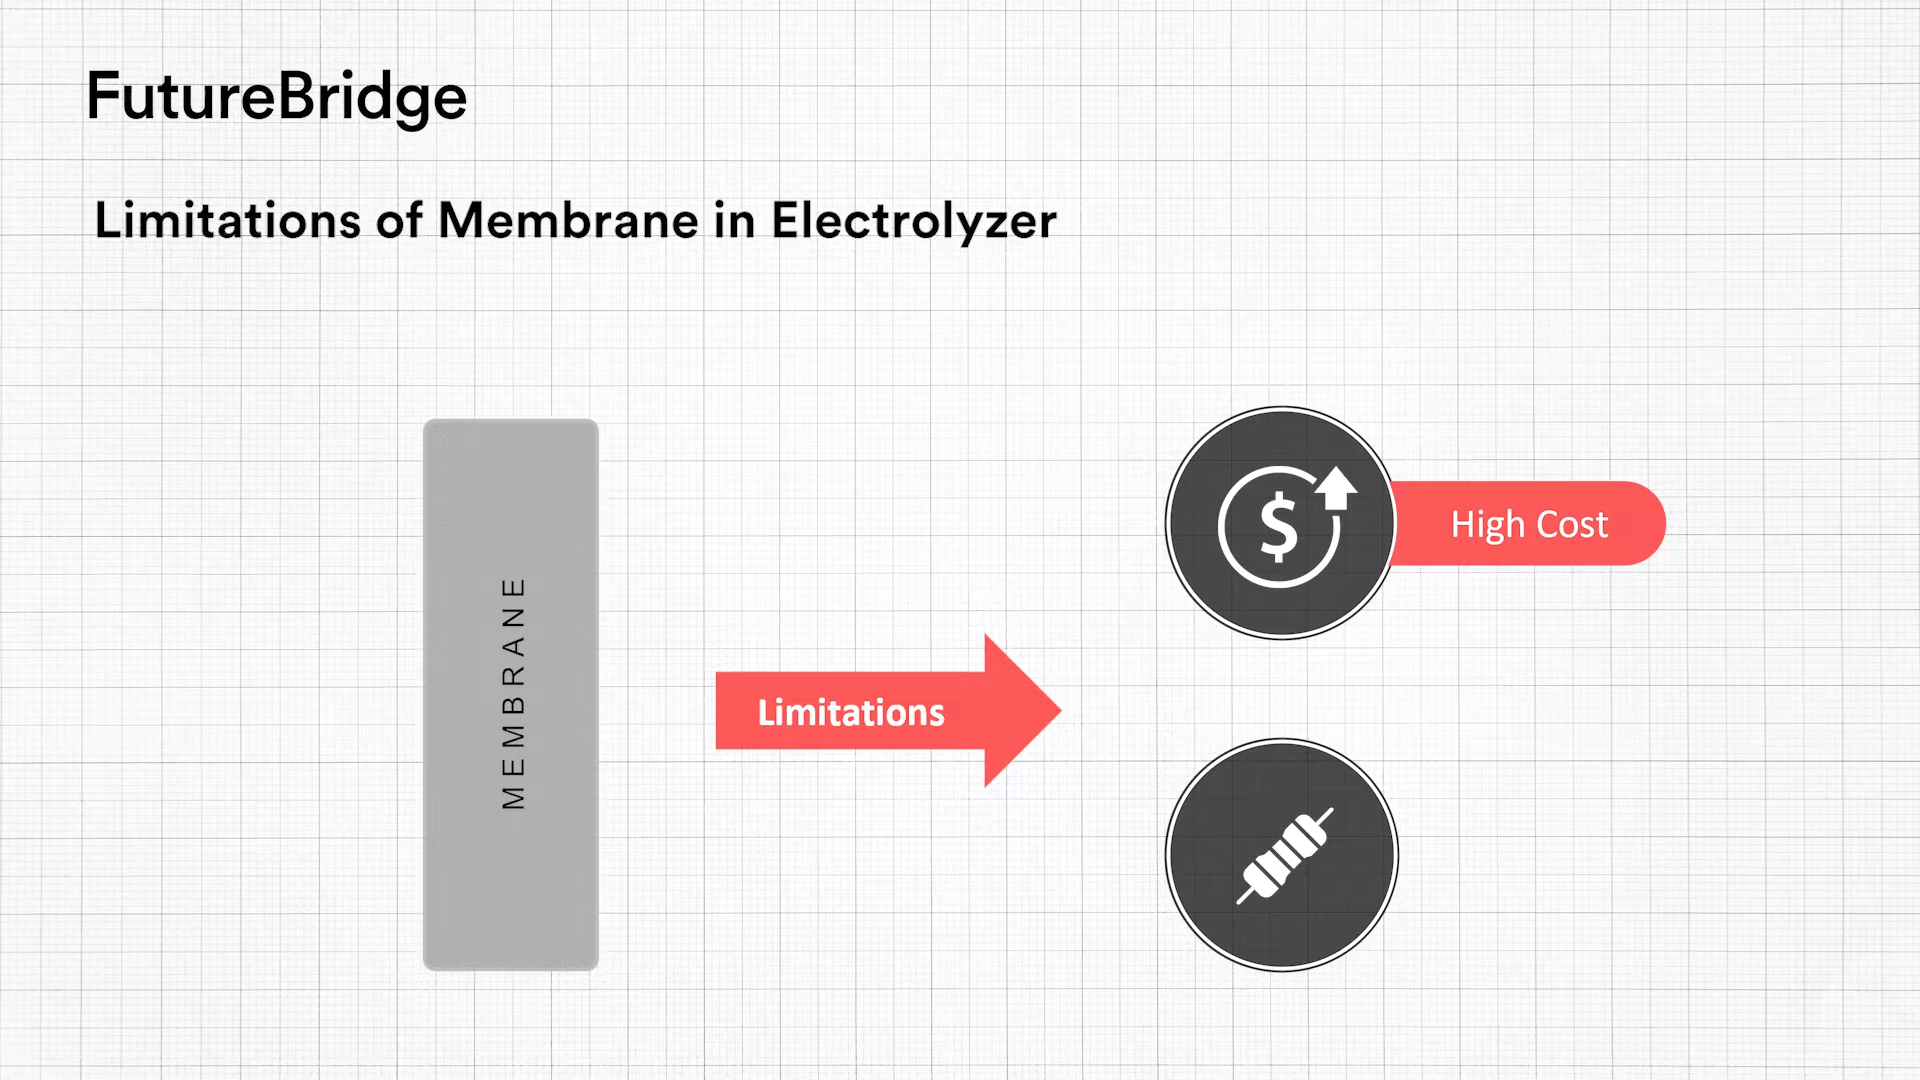 FutureBridge
Limitations of Membrane in Electrolyzer
MEMBRANE
Limitations
$
High Cost